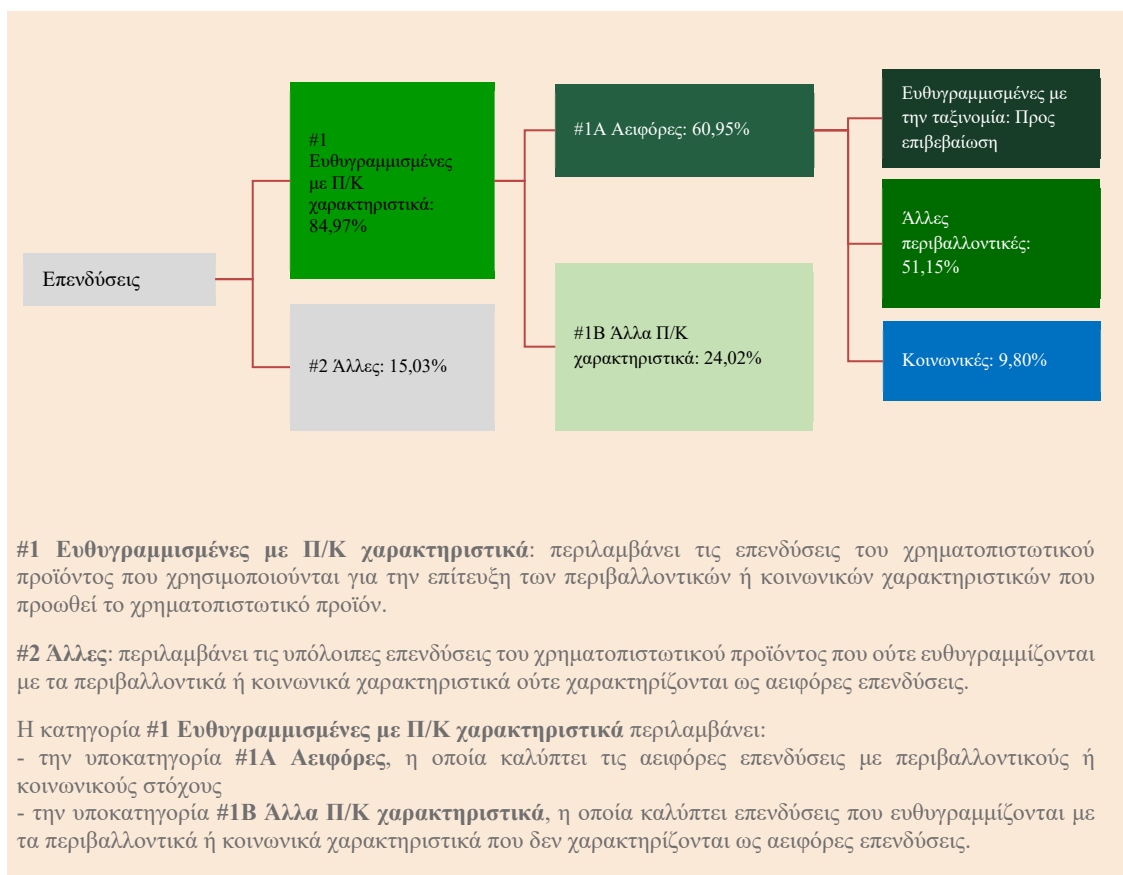 Επενδύσεις
#1
Ευθυγραμμισμένες
με Π/Κ
χαρακτηριστικά:
84,97%
#2 Άλλες: 15,03%
#1Α Αειφόρες: 60,95%
#1Β Άλλα Π/Κ
χαρακτηριστικά: 24,02%
Ευθυγραμμισμένες με
την ταξινομία: Προς
επιβεβαίωση
Άλλες
περιβαλλοντικές:
51,15%
Κοινωνικές: 9,80%
#1 Ευθυγραμμισμένες με Π/Κ χαρακτηριστικά: περιλαμβάνει τις επενδύσεις του χρηματοπιστωτικού
προϊόντος που χρησιμοποιούνται για την επίτευξη των περιβαλλοντικών ή κοινωνικών χαρακτηριστικών που
προωθεί το χρηματοπιστωτικό προϊόν.
#2 Άλλες: περιλαμβάνει τις υπόλοιπες επενδύσεις του χρηματοπιστωτικού προϊόντος που ούτε ευθυγραμμίζονται
με τα περιβαλλοντικά ή κοινωνικά χαρακτηριστικά ούτε χαρακτηρίζονται ως αειφόρες επενδύσεις.
Η κατηγορία #1 Ευθυγραμμισμένες με Π/Κ χαρακτηριστικά περιλαμβάνει:
- την υποκατηγορία #1Α Αειφόρες, η οποία καλύπτει τις αειφόρες επενδύσεις με περιβαλλοντικούς ή
κοινωνικούς στόχους
- την υποκατηγορία #1Β Άλλα Π/Κ χαρακτηριστικά, η οποία καλύπτει επενδύσεις που ευθυγραμμίζονται με
τα περιβαλλοντικά ή κοινωνικά χαρακτηριστικά που δεν χαρακτηρίζονται ως αειφόρες επενδύσεις.